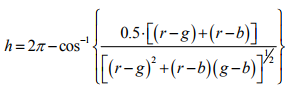 h = 2π − cos⁻¹ { 0.5·[(r−g)+(r−b)] / [(r−g)² + (r−b)(g−b)]^½ }